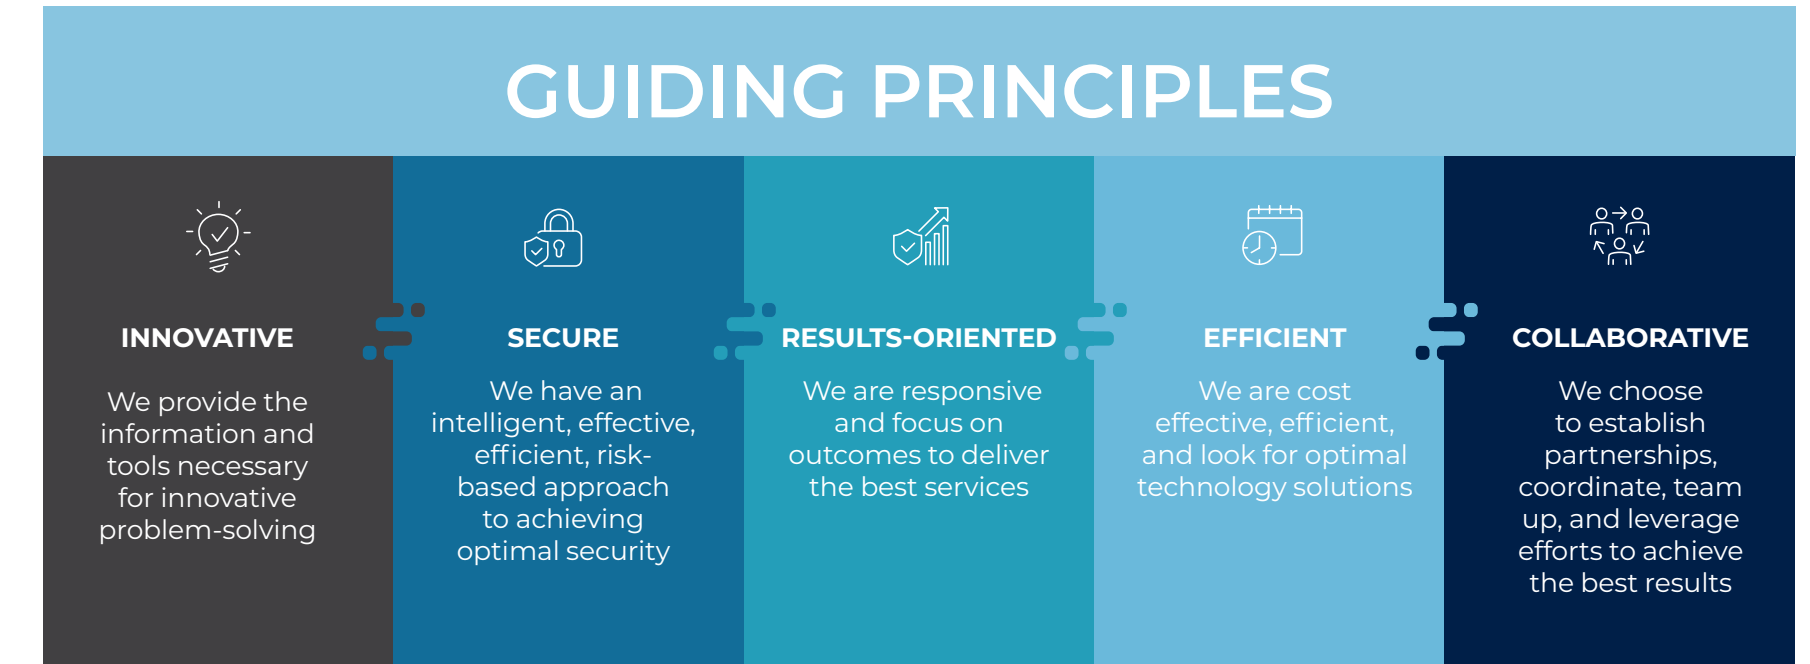 GUIDING PRINCIPLES
INNOVATIVE
We provide the
information and
tools necessary
for innovative
problem-solving
SECURE
We have an
intelligent, effective,
efficient, risk-
based approach
to achieving
optimal security
RESULTS-ORIENTED
We are responsive
and focus on
outcomes to deliver
the best services
EFFICIENT
We are cost
effective, efficient,
and look for optimal
technology solutions
COLLABORATIVE
We choose
to establish
partnerships,
coordinate, team
up, and leverage
efforts to achieve
the best results